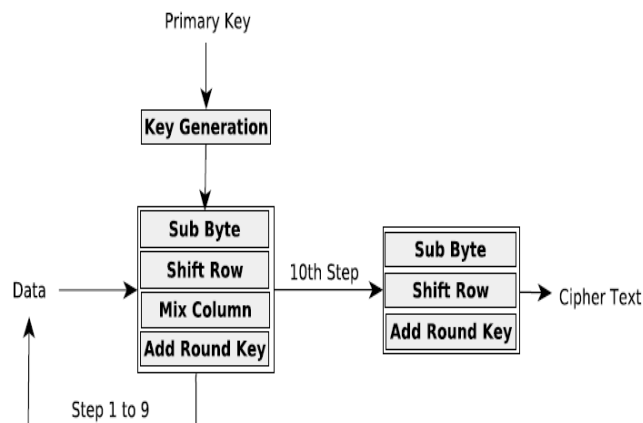 Primary Key
Key Generation
Sub Byte
Shift Row
Mix Column
Add Round Key
Data
10th Step
Sub Byte
Shift Row
Add Round Key
Cipher Text
Step 1 to 9